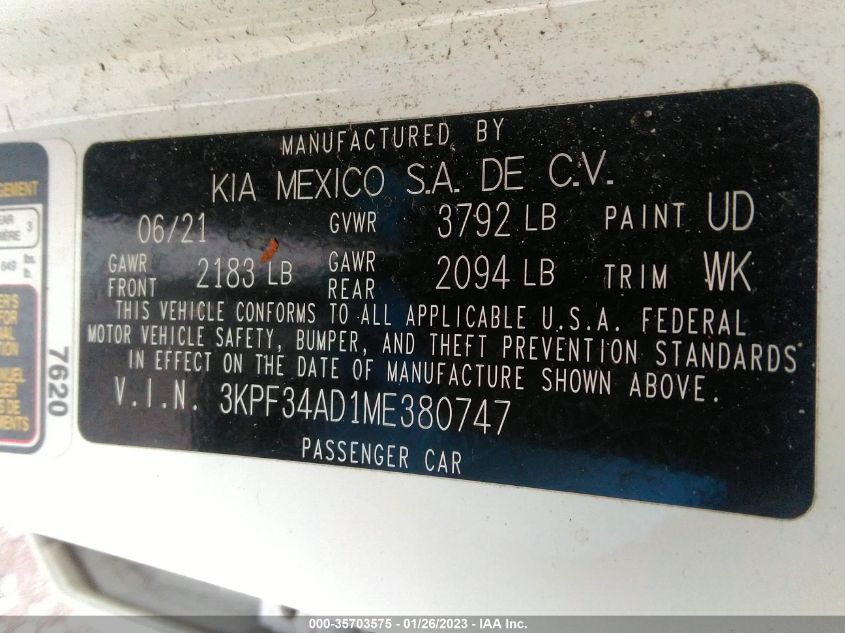 MANUFACTURED BY
KIA MEXICO S.A. DE C.V.
06/21 GVWR 3792 LB PAINT UD
GAWR FRONT 2183 LB GAWR REAR 2094 LB TRIM WK
THIS VEHICLE CONFORMS TO ALL APPLICABLE U.S.A. FEDERAL
MOTOR VEHICLE SAFETY, BUMPER, AND THEFT PREVENTION STANDARDS
IN EFFECT ON THE DATE OF MANUFACTURE SHOWN ABOVE.
V.I.N. 3KPF34AD1ME380747
PASSENGER CAR
3
649 lbs.
7620
000-35703575 - 01/26/2023 - IAA Inc.